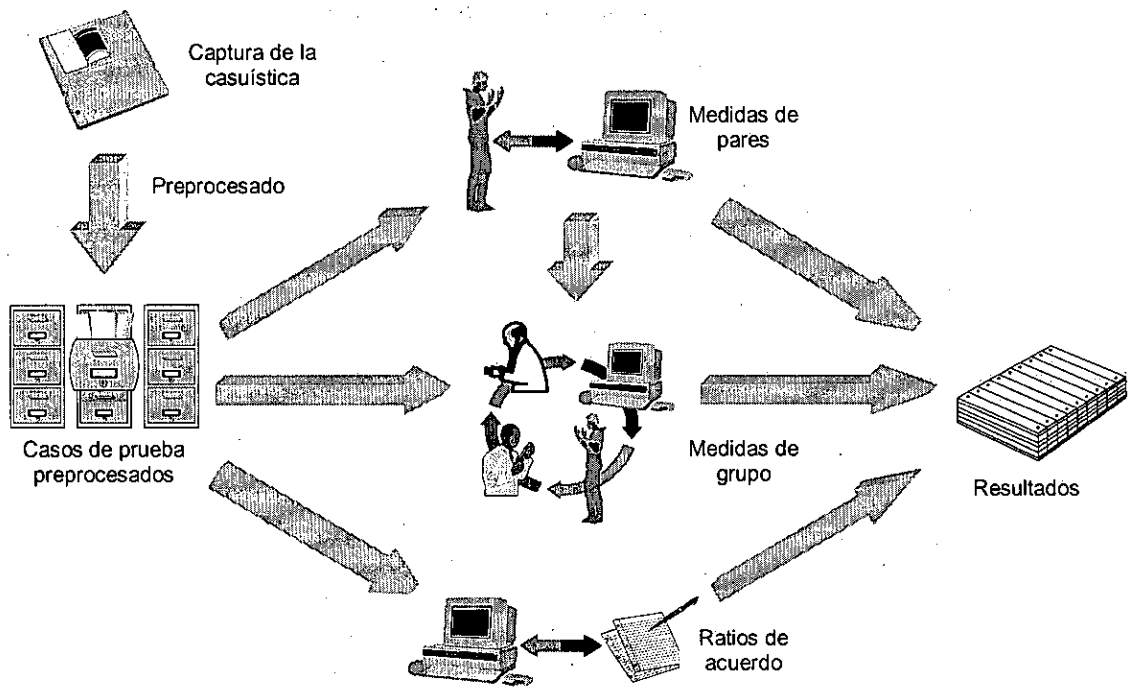 Captura de la
casuística
Medidas de
pares
Preprocesado
Casos de prueba
preprocesados
Medidas de
grupo
Resultados
Ratios de
acuerdo